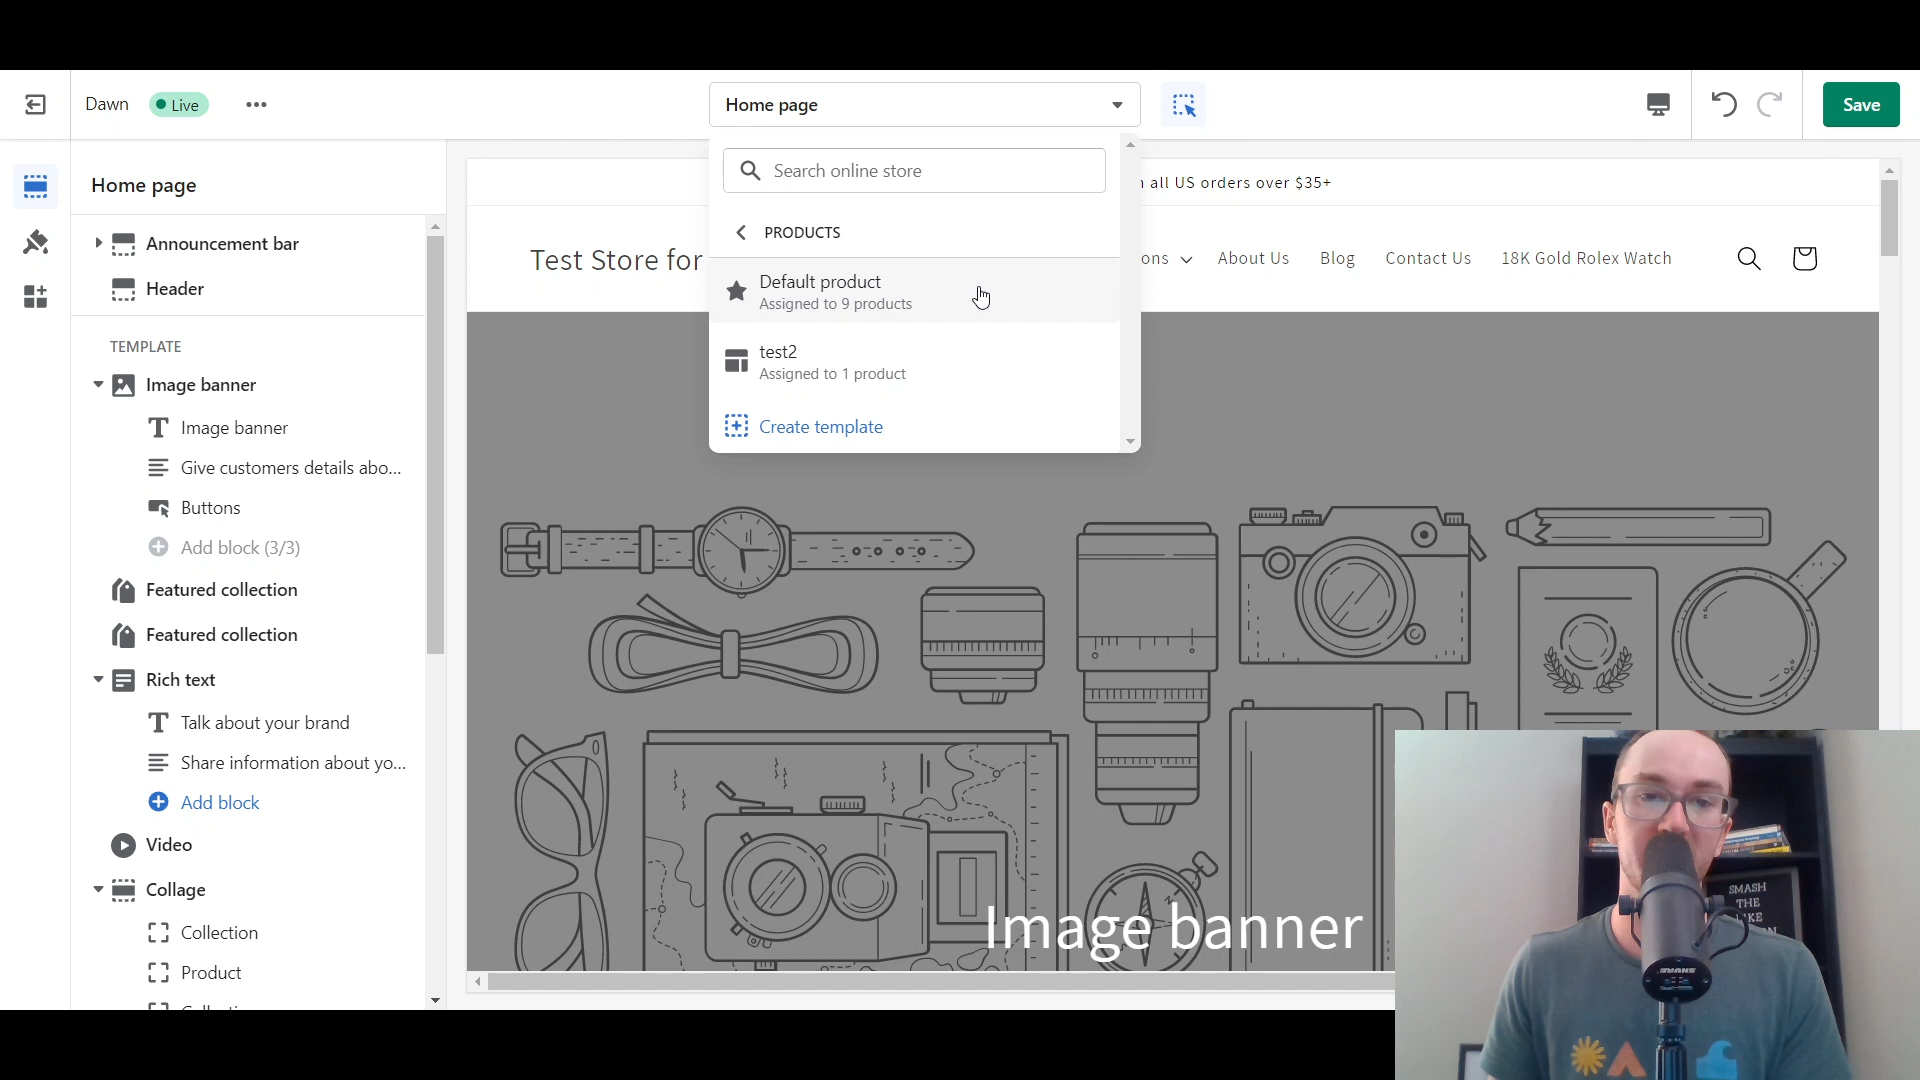 Dawn
Live
Home page
Save
Home page
Search online store
all US orders over $35+
PRODUCTS
Announcement bar
Header
Test Store for
About Us
Blog
Contact Us
18K Gold Rolex Watch
Default product
Assigned to 9 products
TEMPLATE
test2
Assigned to 1 product
Image banner
Create template
Image banner
Give customers details abo...
Buttons
Add block (3/3)
Featured collection
Featured collection
Rich text
Talk about your brand
Share information about yo...
Add block
Video
Collage
Collection
Product
Image banner
SMASH
THE
SHURE